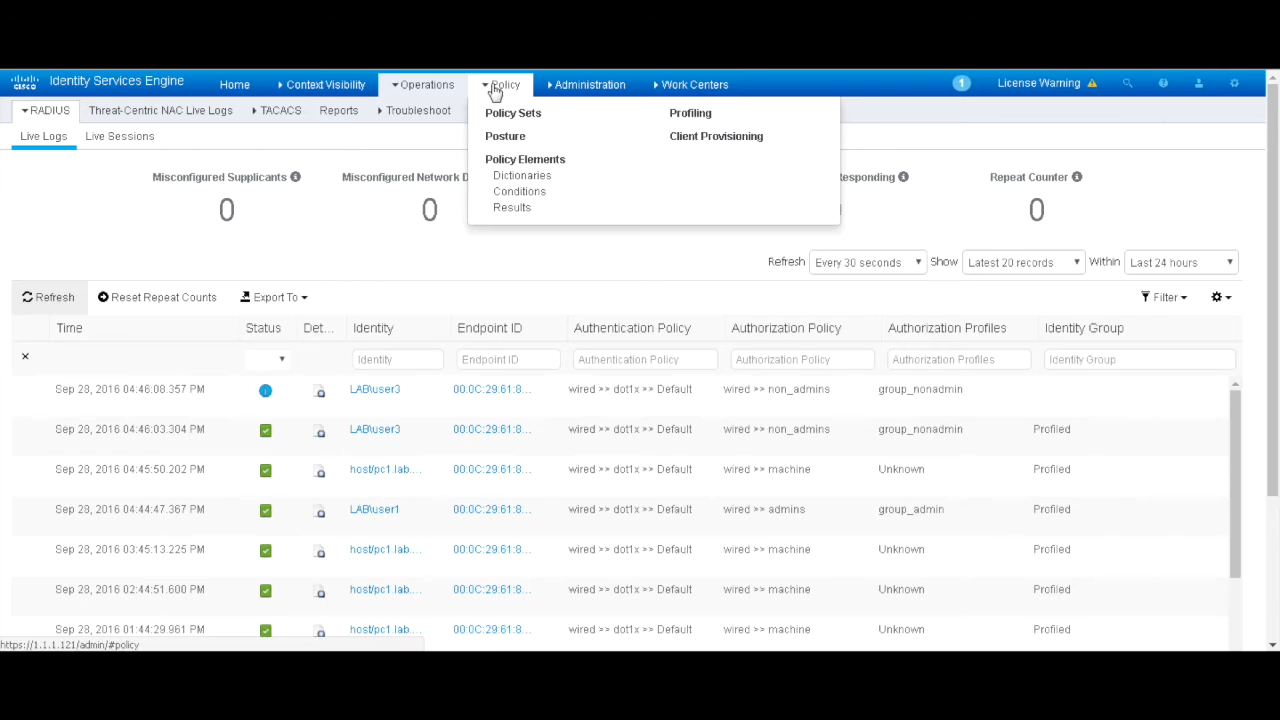 cisco Identity Services Engine Home Context Visibility Operations Policy Administration Work Centers 1 License Warning
RADIUS Threat-Centric NAC Live Logs TACACS Reports Troubleshoot
Policy Sets Profiling
Posture Client Provisioning
Policy Elements
Dictionaries
Conditions
Results
Live Logs Live Sessions
Misconfigured Supplicants Misconfigured Network D esponding Repeat Counter
0 0 0
Refresh Every 30 seconds Show Latest 20 records Within Last 24 hours
Refresh Reset Repeat Counts Export To Filter
Time Status Det... Identity Endpoint ID Authentication Policy Authorization Policy Authorization Profiles Identity Group
Identity Endpoint ID Authentication Policy Authorization Policy Authorization Profiles Identity Group
Sep 28, 2016 04:46:08.357 PM LAB\user3 00:0C:29:61:8... wired >> dot1x >> Default wired >> non_admins group_nonadmin
Sep 28, 2016 04:46:03.304 PM LAB\user3 00:0C:29:61:8... wired >> dot1x >> Default wired >> non_admins group_nonadmin Profiled
Sep 28, 2016 04:45:50.202 PM host/pc1.lab.... 00:0C:29:61:8... wired >> dot1x >> Default wired >> machine Unknown Profiled
Sep 28, 2016 04:44:47.367 PM LAB\user1 00:0C:29:61:8... wired >> dot1x >> Default wired >> admins group_admin Profiled
Sep 28, 2016 03:45:13.225 PM host/pc1.lab.... 00:0C:29:61:8... wired >> dot1x >> Default wired >> machine Unknown Profiled
Sep 28, 2016 02:44:51.600 PM host/pc1.lab.... 00:0C:29:61:8... wired >> dot1x >> Default wired >> machine Unknown Profiled
Sep 28, 2016 01:44:29.961 PM host/pc1.lab.... 00:0C:29:61:8... wired >> dot1x >> Default wired >> machine Unknown Profiled
https://1.1.1.121/admin/#policy